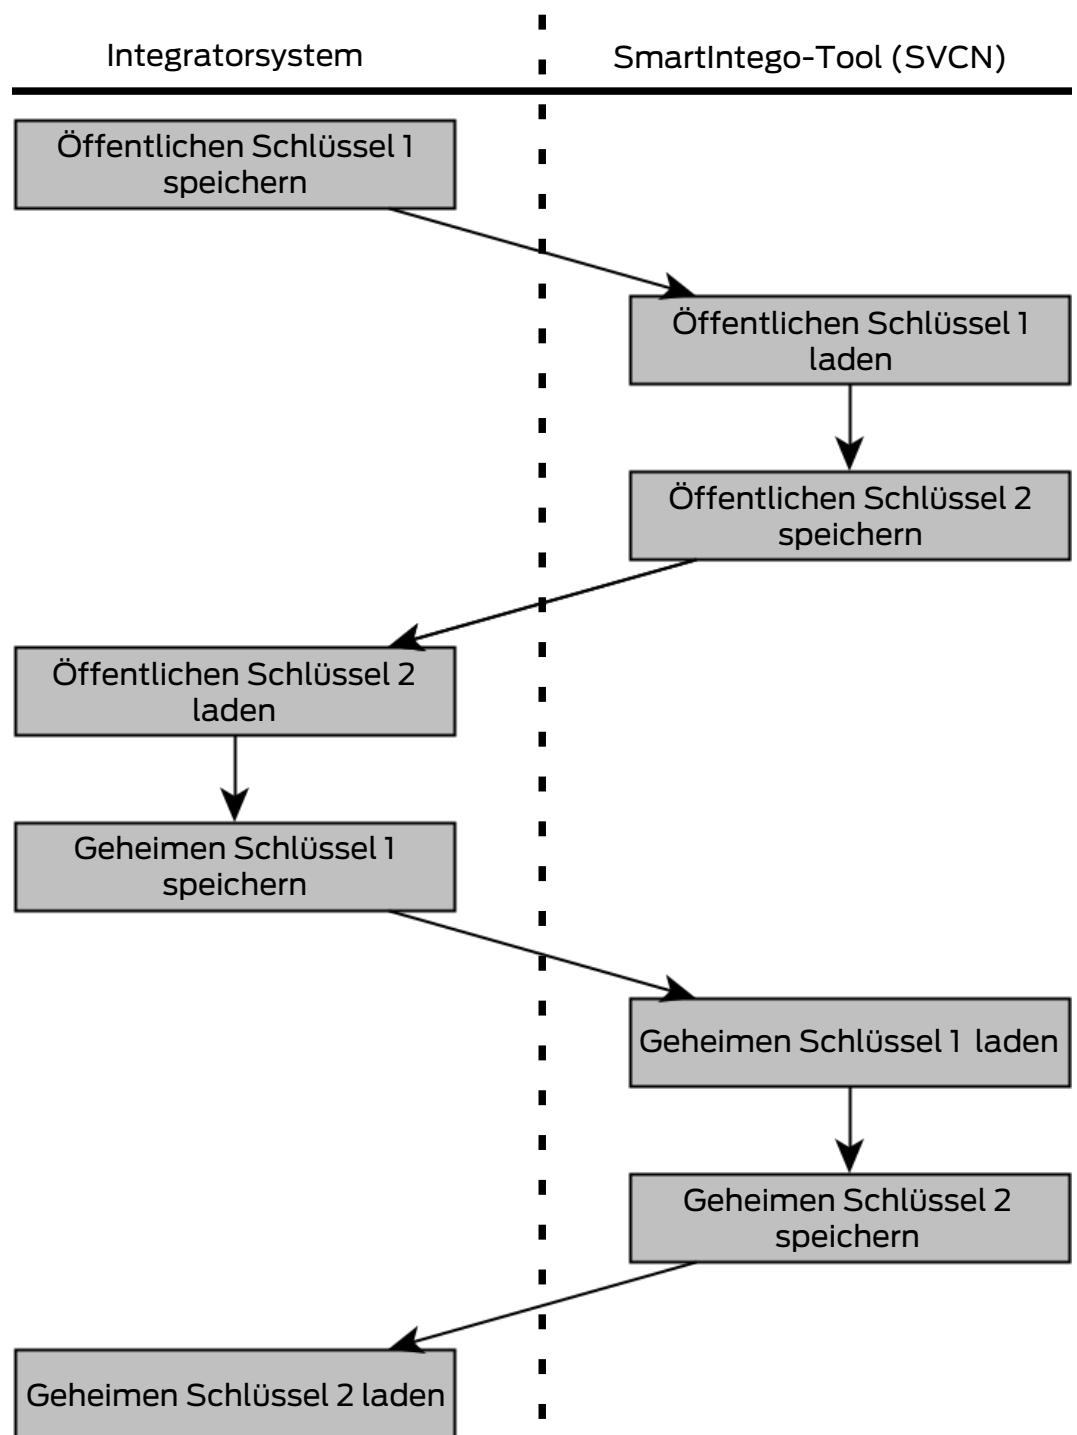 Integratorsystem
SmartIntego-Tool (SVCN)
Öffentlichen Schlüssel 1
speichern
Öffentlichen Schlüssel 1
laden
Öffentlichen Schlüssel 2
speichern
Öffentlichen Schlüssel 2
laden
Geheimen Schlüssel 1
speichern
Geheimen Schlüssel 1 laden
Geheimen Schlüssel 2
speichern
Geheimen Schlüssel 2 laden